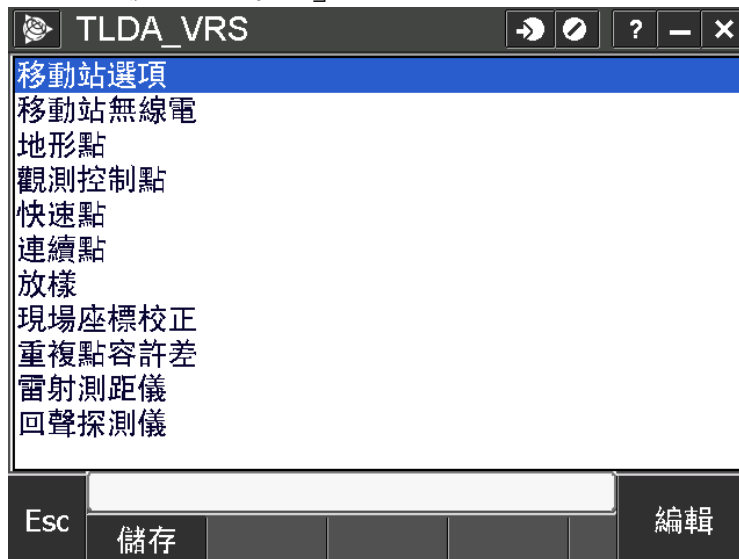 TLDA_VRS ? — ×
移動站選項
移動站無線電
地形點
觀測控制點
快速點
連續點
放樣
現場座標校正
重複點容許差
雷射測距儀
回聲探測儀
Esc 儲存 編輯